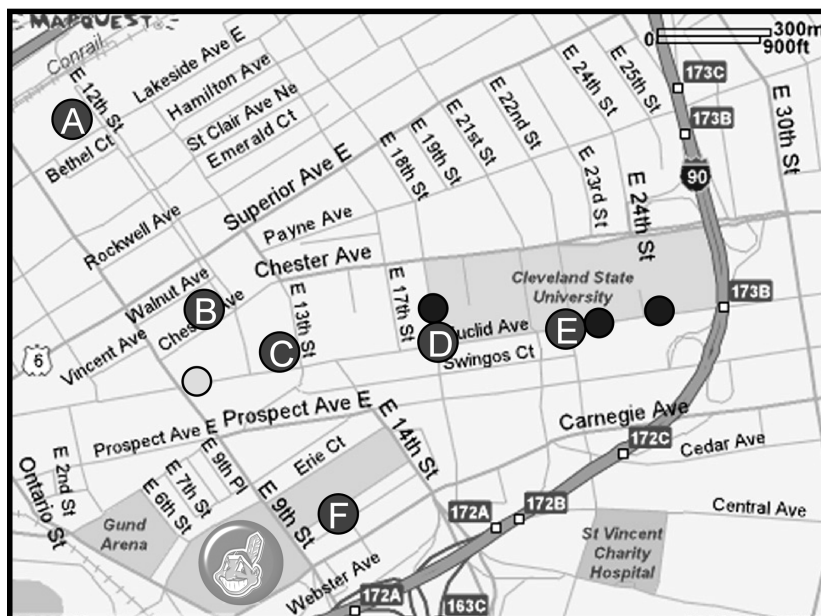 MAPQUEST
300m
0
900ft
Conrail
E 12th St
Lakeside Ave E
Hamilton Ave
St Clair Ave Ne
Emerald Ct
A
Bethel Ct
Superior Ave E
E 18th St
E 19th St
E 21st St
E 22nd St
E 24th St
E 25th St
173C
173B
E 30th St
90
E 23rd St
E 24th St
Rockwell Ave
Payne Ave
Chester Ave
Walnut Ave
B
Vincent Ave
6
E 13th St
E 17th St
Cleveland State
University
173B
C
D
E
Swingos Ct
Prospect Ave E
Prospect Ave E
Carnegie Ave
E 14th St
172C
Cedar Ave
Erie Ct
E 2nd St
Ontario St
E 9th Pl
E 7th St
E 6th St
E 9th St
F
172A
172B
Central Ave
Gund
Arena
St Vincent
Charity
Hospital
Webster Ave
172A
163C